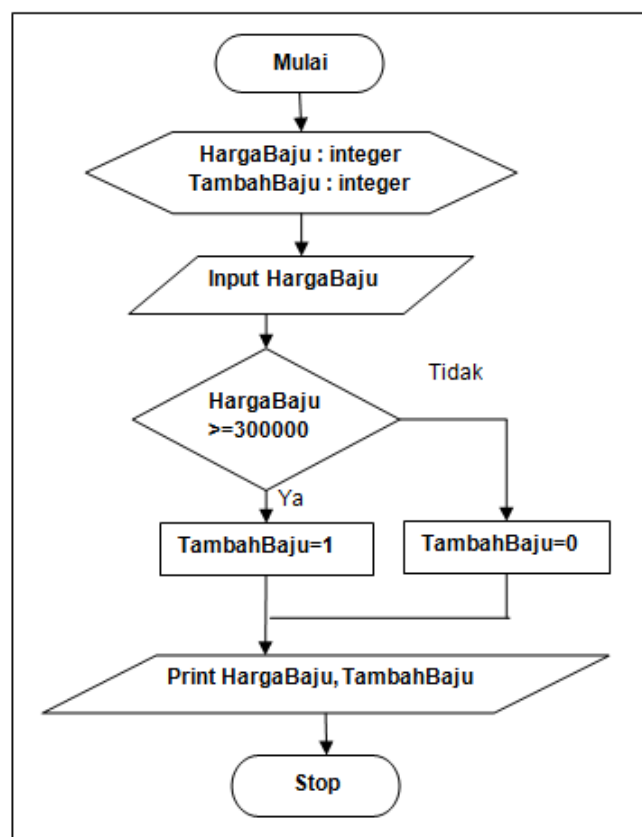 Mulai
HargaBaju : integer
TambahBaju : integer
Input HargaBaju
Tidak
HargaBaju
>=300000
Ya
TambahBaju=1
TambahBaju=0
Print HargaBaju, TambahBaju
Stop